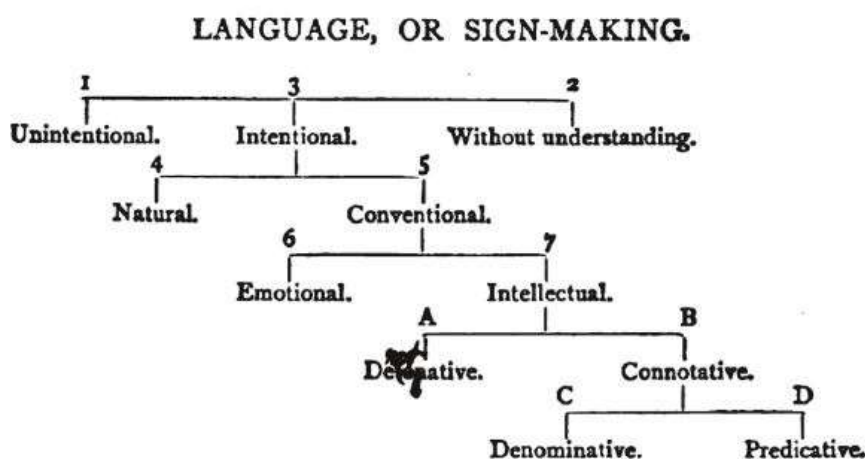 LANGUAGE, OR SIGN-MAKING.
1 3 2
Unintentional. Intentional. Without understanding.
4 5
Natural. Conventional.
6 7
Emotional. Intellectual.
A B
Connotative.
C D
Denominative. Predicative.